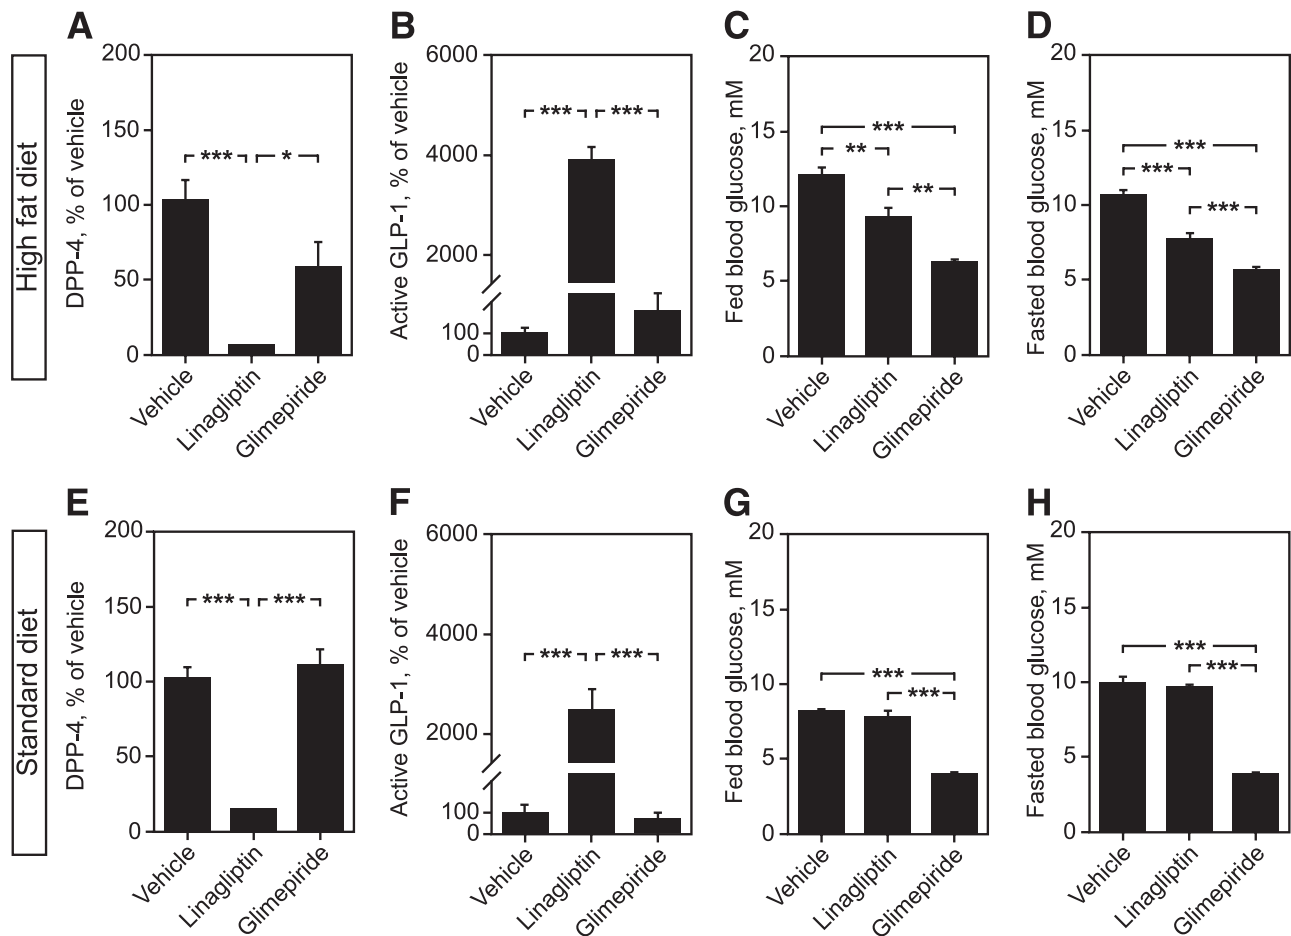 High fat diet
A
DPP-4, % of vehicle
200
150
100
50
0
*** *
Vehicle
Linagliptin
Glimepiride
B
Active GLP-1, % of vehicle
6000
4000
2000
100
0
*** ***
Vehicle
Linagliptin
Glimepiride
C
Fed blood glucose, mM
20
15
10
5
0
***
**
**
Vehicle
Linagliptin
Glimepiride
D
Fasted blood glucose, mM
20
15
10
5
0
***
***
***
Vehicle
Linagliptin
Glimepiride
Standard diet
E
DPP-4, % of vehicle
200
150
100
50
0
*** ***
Vehicle
Linagliptin
Glimepiride
F
Active GLP-1, % of vehicle
6000
4000
2000
100
0
*** ***
Vehicle
Linagliptin
Glimepiride
G
Fed blood glucose, mM
20
15
10
5
0
***
***
Vehicle
Linagliptin
Glimepiride
H
Fasted blood glucose, mM
20
15
10
5
0
***
***
Vehicle
Linagliptin
Glimepiride